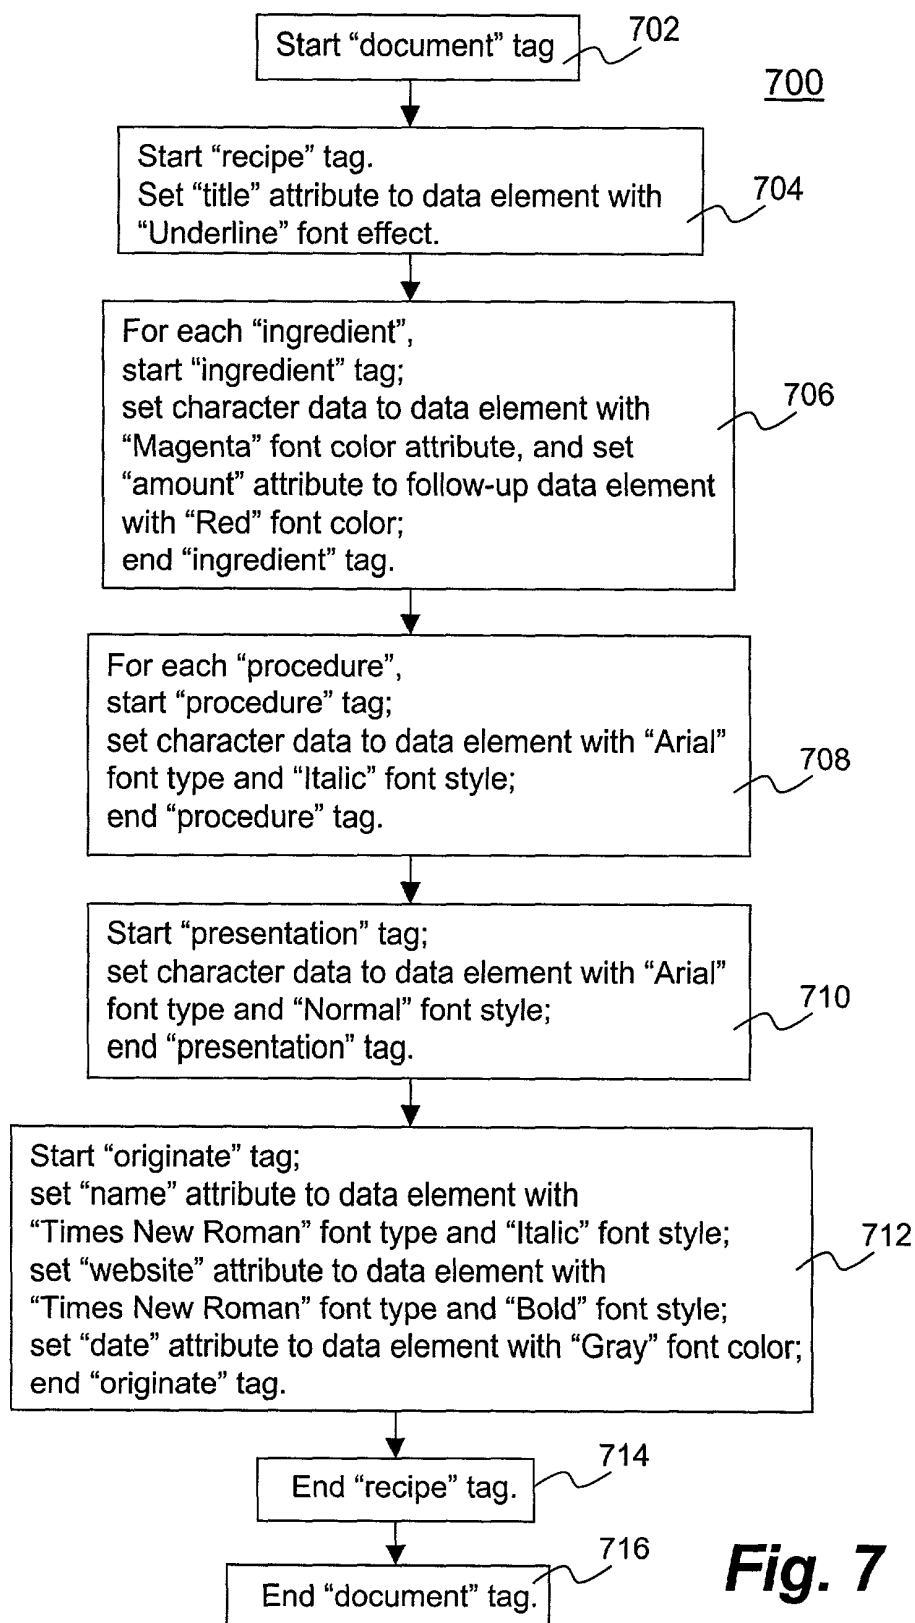 Start “document” tag
702
700
Start “recipe” tag.
Set “title” attribute to data element with
“Underline” font effect.
704
For each “ingredient”,
start “ingredient” tag;
set character data to data element with
“Magenta” font color attribute, and set
“amount” attribute to follow-up data element
with “Red” font color;
end “ingredient” tag.
706
For each “procedure”,
start “procedure” tag;
set character data to data element with “Arial”
font type and “Italic” font style;
end “procedure” tag.
708
Start “presentation” tag;
set character data to data element with “Arial”
font type and “Normal” font style;
end “presentation” tag.
710
Start “originate” tag;
set “name” attribute to data element with
“Times New Roman” font type and “Italic” font style;
set “website” attribute to data element with
“Times New Roman” font type and “Bold” font style;
set “date” attribute to data element with “Gray” font color;
end “originate” tag.
712
End “recipe” tag.
714
End “document” tag.
716
Fig. 7